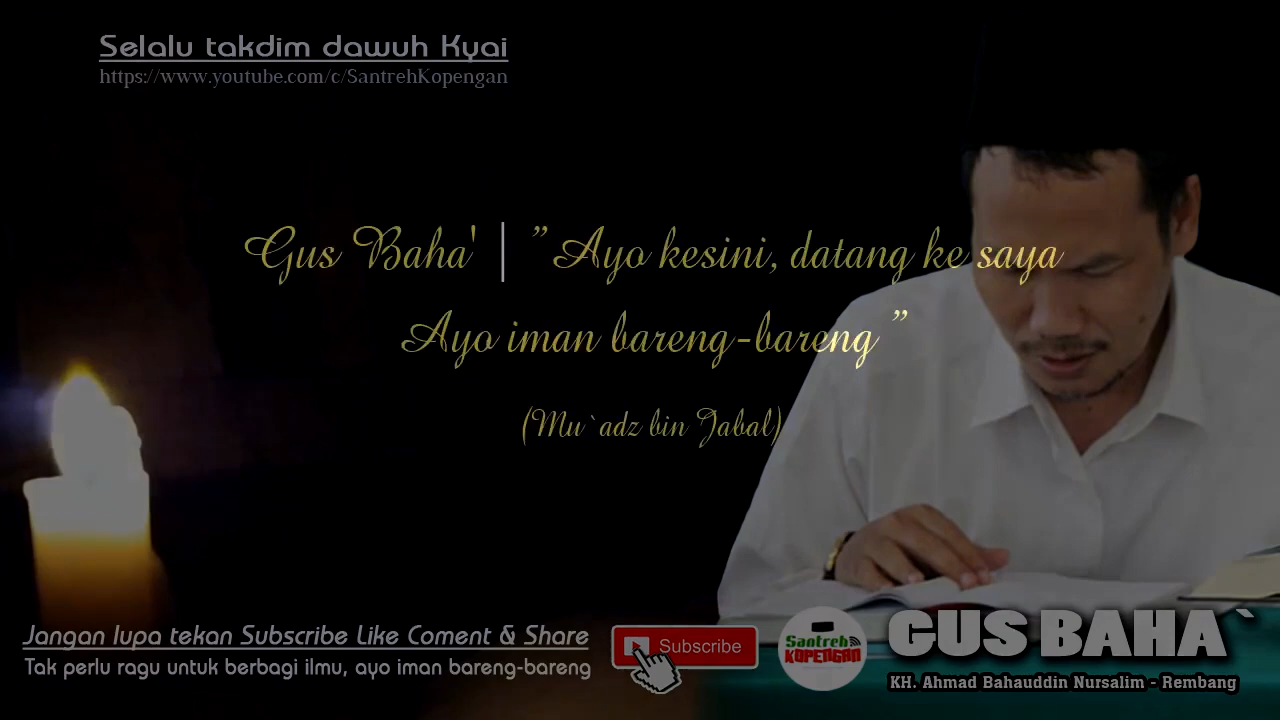 Selalu takdim dawuh Kyai
https://www.youtube.com/c/SantrehKopengan
Gus Baha' | "Ayo kesini, datang ke saya
Ayo iman bareng-bareng "
(Mu`adz bin Jabal)
Jangan lupa tekan Subscribe Like Coment & Share
Tak perlu ragu untuk berbagi ilmu, ayo iman bareng-bareng
Subscribe
Santreh
KOPENGAN
GUS BAHA`
KH. Ahmad Bahauddin Nursalim - Rembang